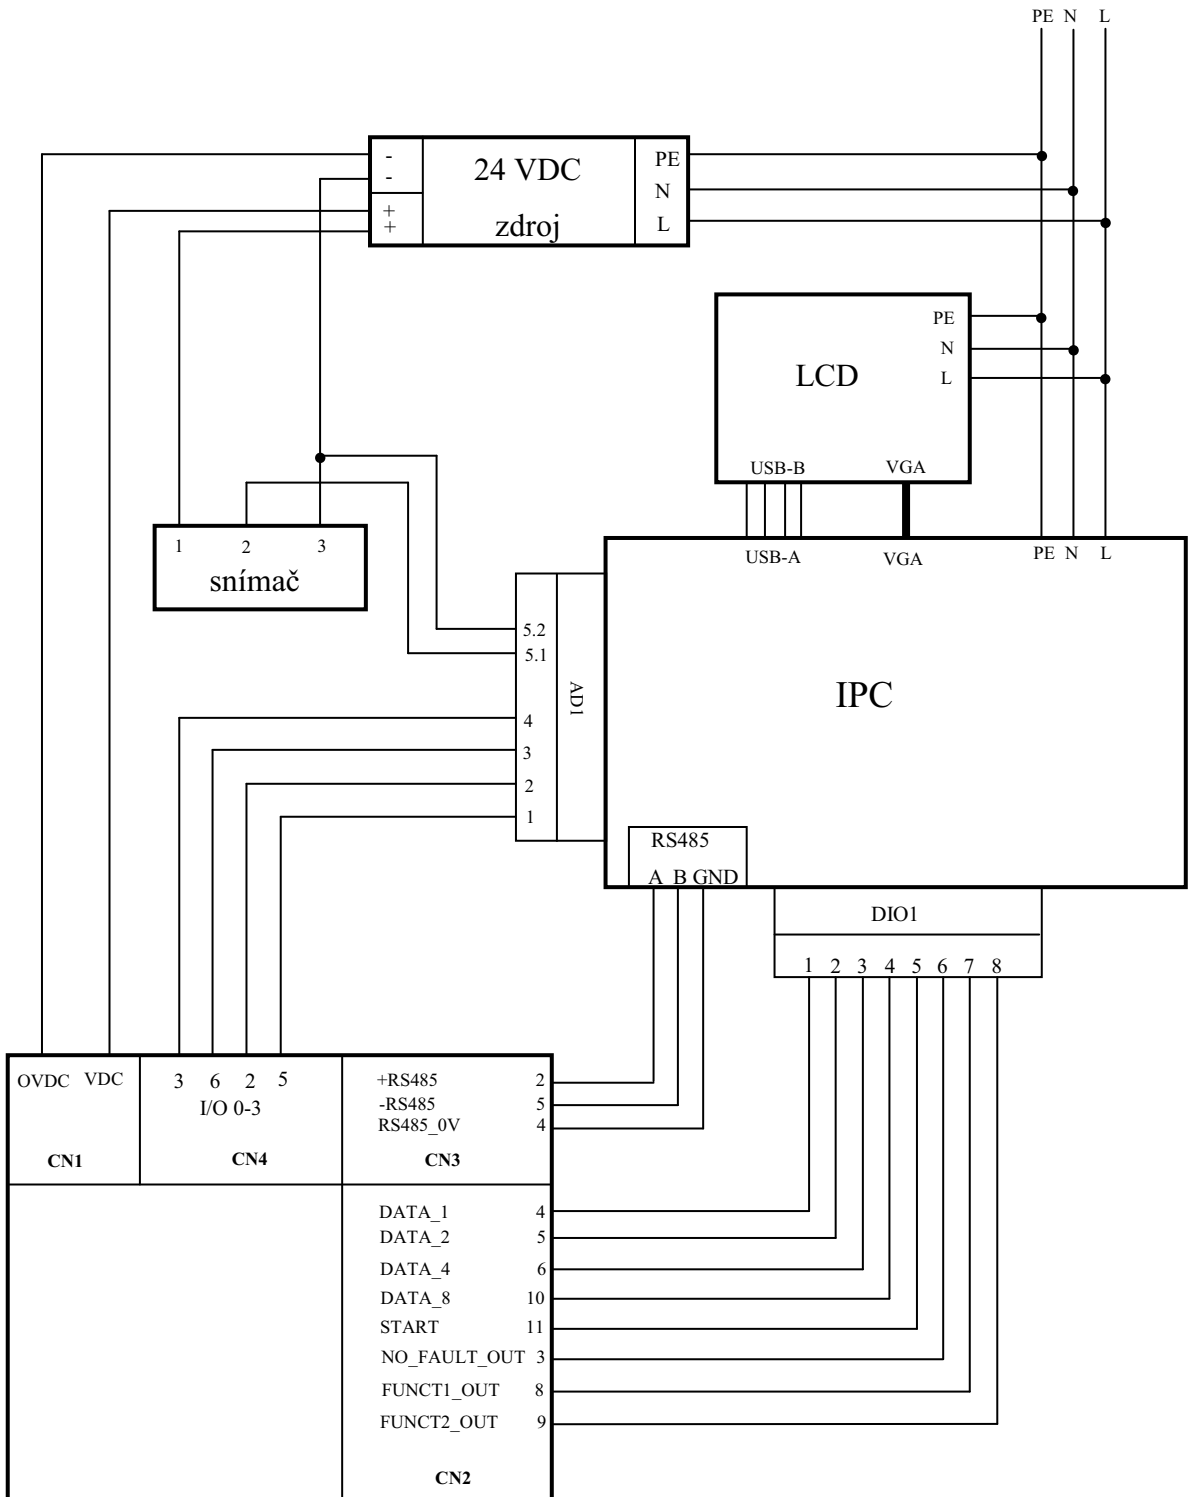 PE N L
-
-
+
+
24 VDC
zdroj
PE
N
L
LCD
PE
N
L
USB-B VGA
USB-A VGA PE N L
1 2 3
snímač
5.2
5.1
4
3
2
1
AD1
IPC
RS485
A B GND
DIO1
1 2 3 4 5 6 7 8
OVDC VDC
CN1
3 6 2 5
I/O 0-3
CN4
+RS485 2
-RS485 5
RS485_0V 4
CN3
DATA_1 4
DATA_2 5
DATA_4 6
DATA_8 10
START 11
NO_FAULT_OUT 3
FUNCT1_OUT 8
FUNCT2_OUT 9
CN2